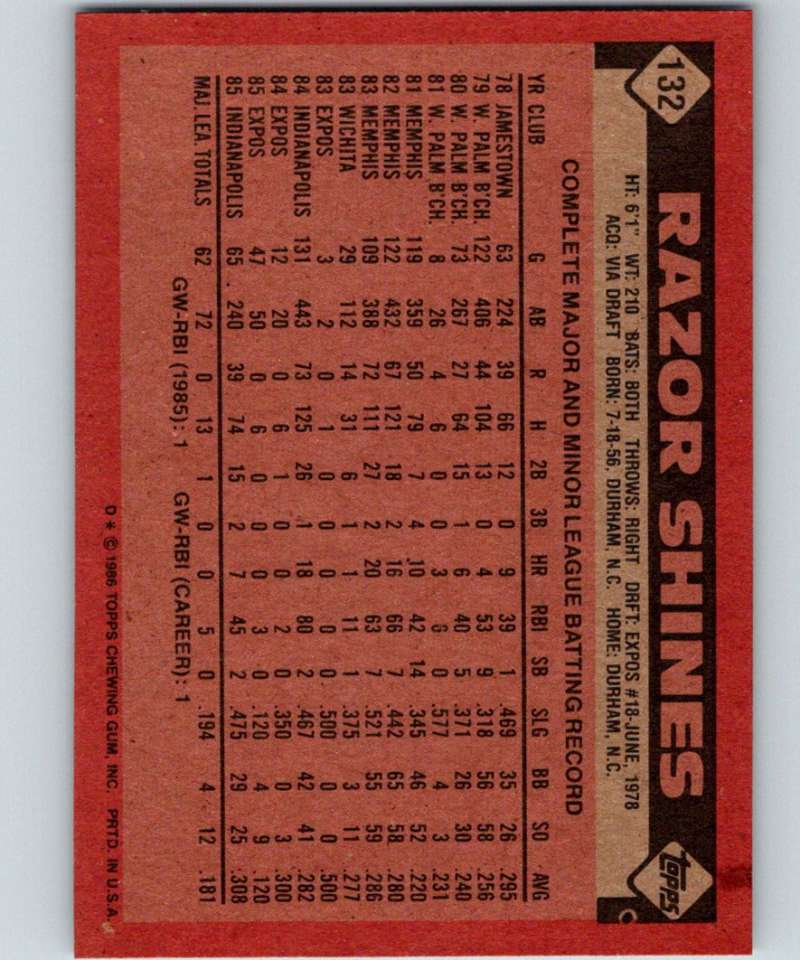 132 RAZOR SHINES topps
HT: 6'1" WT: 210 BATS: BOTH THROWS: RIGHT DRFT: EXPOS #18-JUNE, 1978
ACQ: VIA DRAFT BORN: 7-18-56, DURHAM, N.C. HOME: DURHAM, N.C.
COMPLETE MAJOR AND MINOR LEAGUE BATTING RECORD
YR CLUB G AB R H 2B 3B HR RBI SB SLG BB SO AVG
78 JAMESTOWN 63 224 39 66 12 0 9 39 1 .469 35 26 .295
79 W. PALM B'CH. 122 406 44 104 13 0 4 53 9 .318 56 58 .256
80 W. PALM B'CH. 73 267 27 64 15 1 6 40 5 .371 26 30 .240
81 W. PALM B'CH. 8 26 4 6 0 0 3 6 0 .577 4 3 .231
81 MEMPHIS 119 359 50 79 7 4 10 42 14 .345 46 52 .220
82 MEMPHIS 122 432 67 121 18 2 16 66 7 .442 65 58 .280
83 MEMPHIS 109 388 72 111 27 2 20 63 7 .521 55 59 .286
83 WICHITA 29 112 14 31 6 1 1 11 1 .375 3 11 .277
83 EXPOS 3 2 0 1 0 0 0 0 0 .500 0 0 .500
84 INDIANAPOLIS 131 443 73 125 26 1 18 80 2 .467 42 41 .282
84 EXPOS 12 20 0 6 1 0 0 2 0 .350 0 3 .300
85 EXPOS 47 50 0 6 0 0 0 3 0 .120 4 9 .120
85 INDIANAPOLIS 65 240 39 74 15 2 7 45 2 .475 29 25 .308
MAJ. LEA. TOTALS 62 72 0 13 1 0 0 5 0 .194 4 12 .181
GW-RBI (1985): 1 GW-RBI (CAREER): 1
D* © 1986 TOPPS CHEWING GUM, INC. PRTD. IN U.S.A.